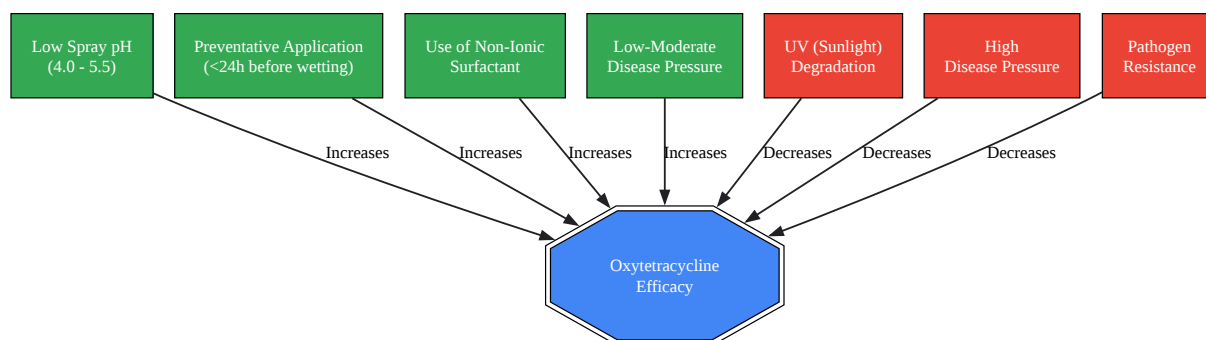 Low Spray pH
(4.0 - 5.5)
Preventative Application
(<24h before wetting)
Use of Non-Ionic
Surfactant
Low-Moderate
Disease Pressure
UV (Sunlight)
Degradation
High
Disease Pressure
Pathogen
Resistance
Increases
Increases
Increases
Increases
Decreases
Decreases
Decreases
Oxytetracycline
Efficacy